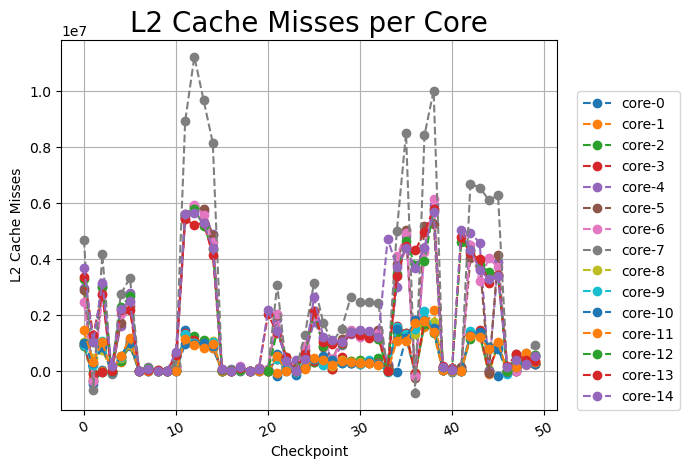 L2 Cache Misses per Core
1e7
1.0
0.8
0.6
0.4
0.2
0.0
L2 Cache Misses
0
10
20
30
40
50
Checkpoint
core-0
core-1
core-2
core-3
core-4
core-5
core-6
core-7
core-8
core-9
core-10
core-11
core-12
core-13
core-14